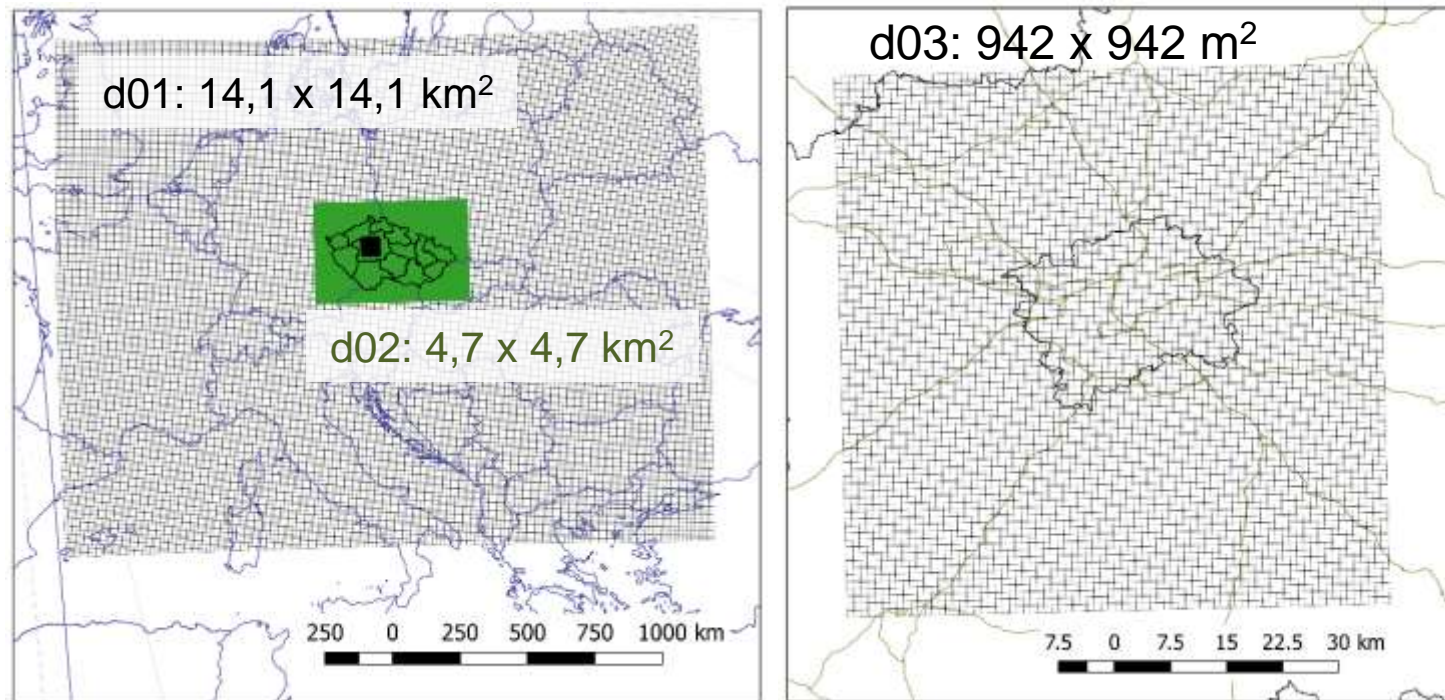 d01: 14,1 x 14,1 km²
d02: 4,7 x 4,7 km²
250 0 250 500 750 1000 km
d03: 942 x 942 m²
7.5 0 7.5 15 22.5 30 km